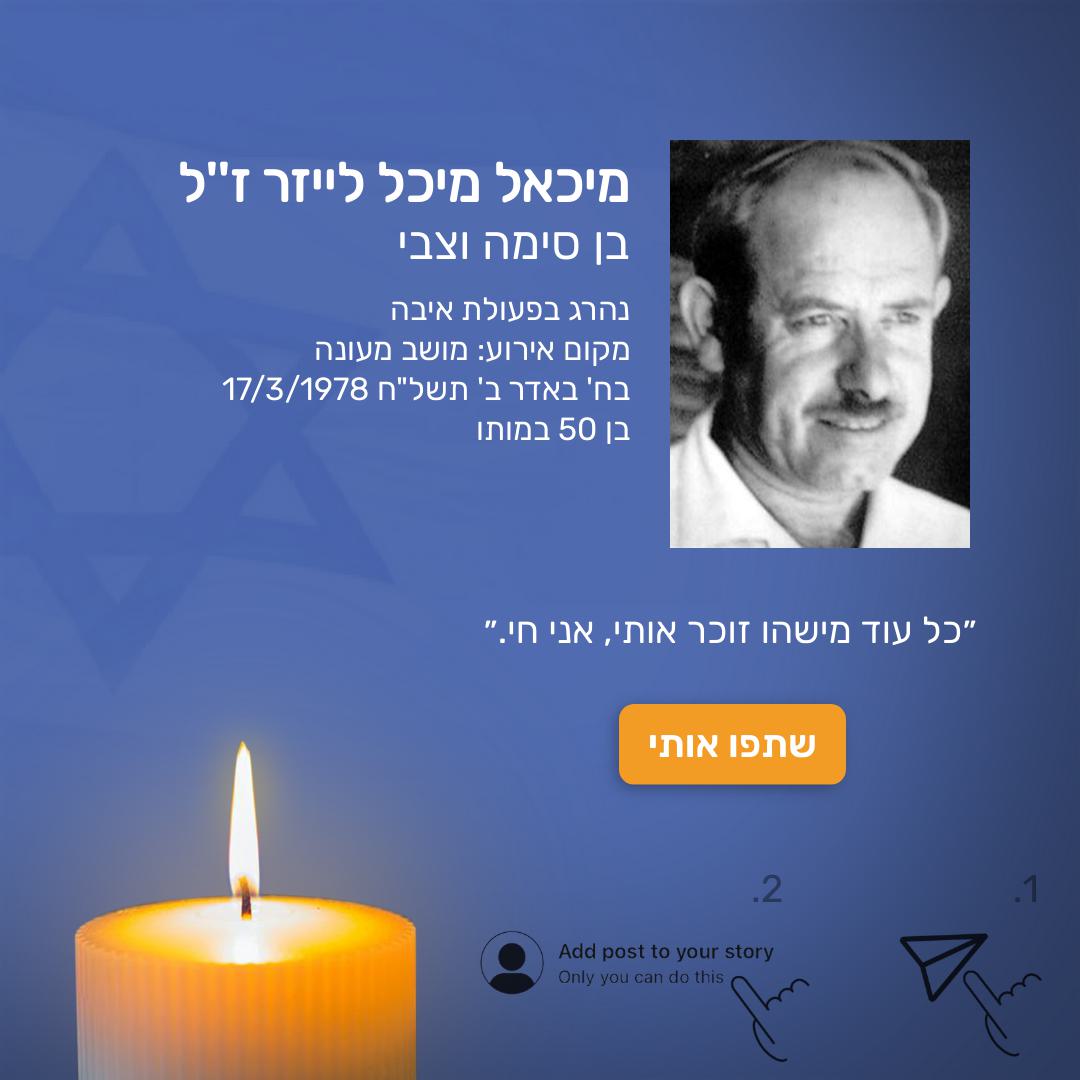 מיכאל מיכל לייזר ז''ל
בן סימה וצבי
נהרג בפעולת איבה
מקום אירוע: מושב מעונה
בח' באדר ב' תשל"ח 17/3/1978
בן 50 במותו
״כל עוד מישהו זוכר אותי, אני חי.״
שתפו אותי
1.
2.
Add post to your story
Only you can do this